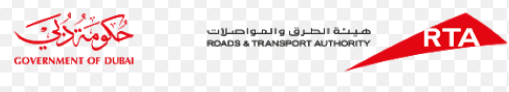 حكومة دبي
GOVERNMENT OF DUBAI
هيئة الطرق والمواصلات
ROADS & TRANSPORT AUTHORITY
RTA